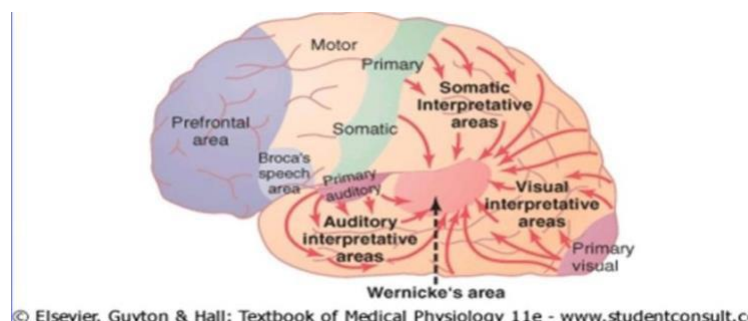 Motor
Primary
Somatic
Interpretative
areas
Prefrontal
area
Somatic
Broca's
speech
area
Primary
auditory
Visual
interpretative
areas
Auditory
interpretative
areas
Primary
visual
Wernicke's area
© Elsevier. Guyton & Hall: Textbook of Medical Physiology 11e - www.studentconsult.c